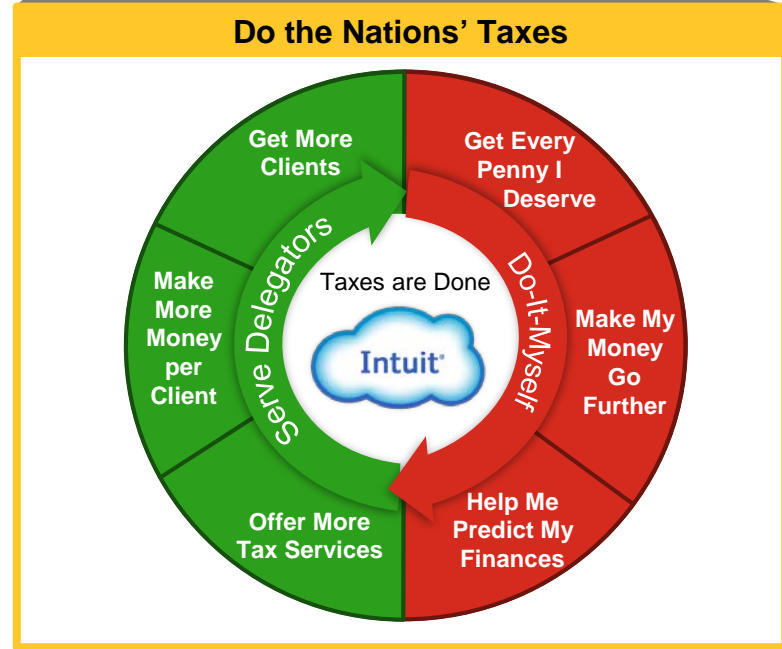 Do the Nations’ Taxes
Get More
Clients
Get Every
Penny I
Deserve
Serve Delegators
Taxes are Done
Intuit®
Do-It-Myself
Make
More
Money
per
Client
Make My
Money
Go
Further
Offer More
Tax Services
Help Me
Predict My
Finances